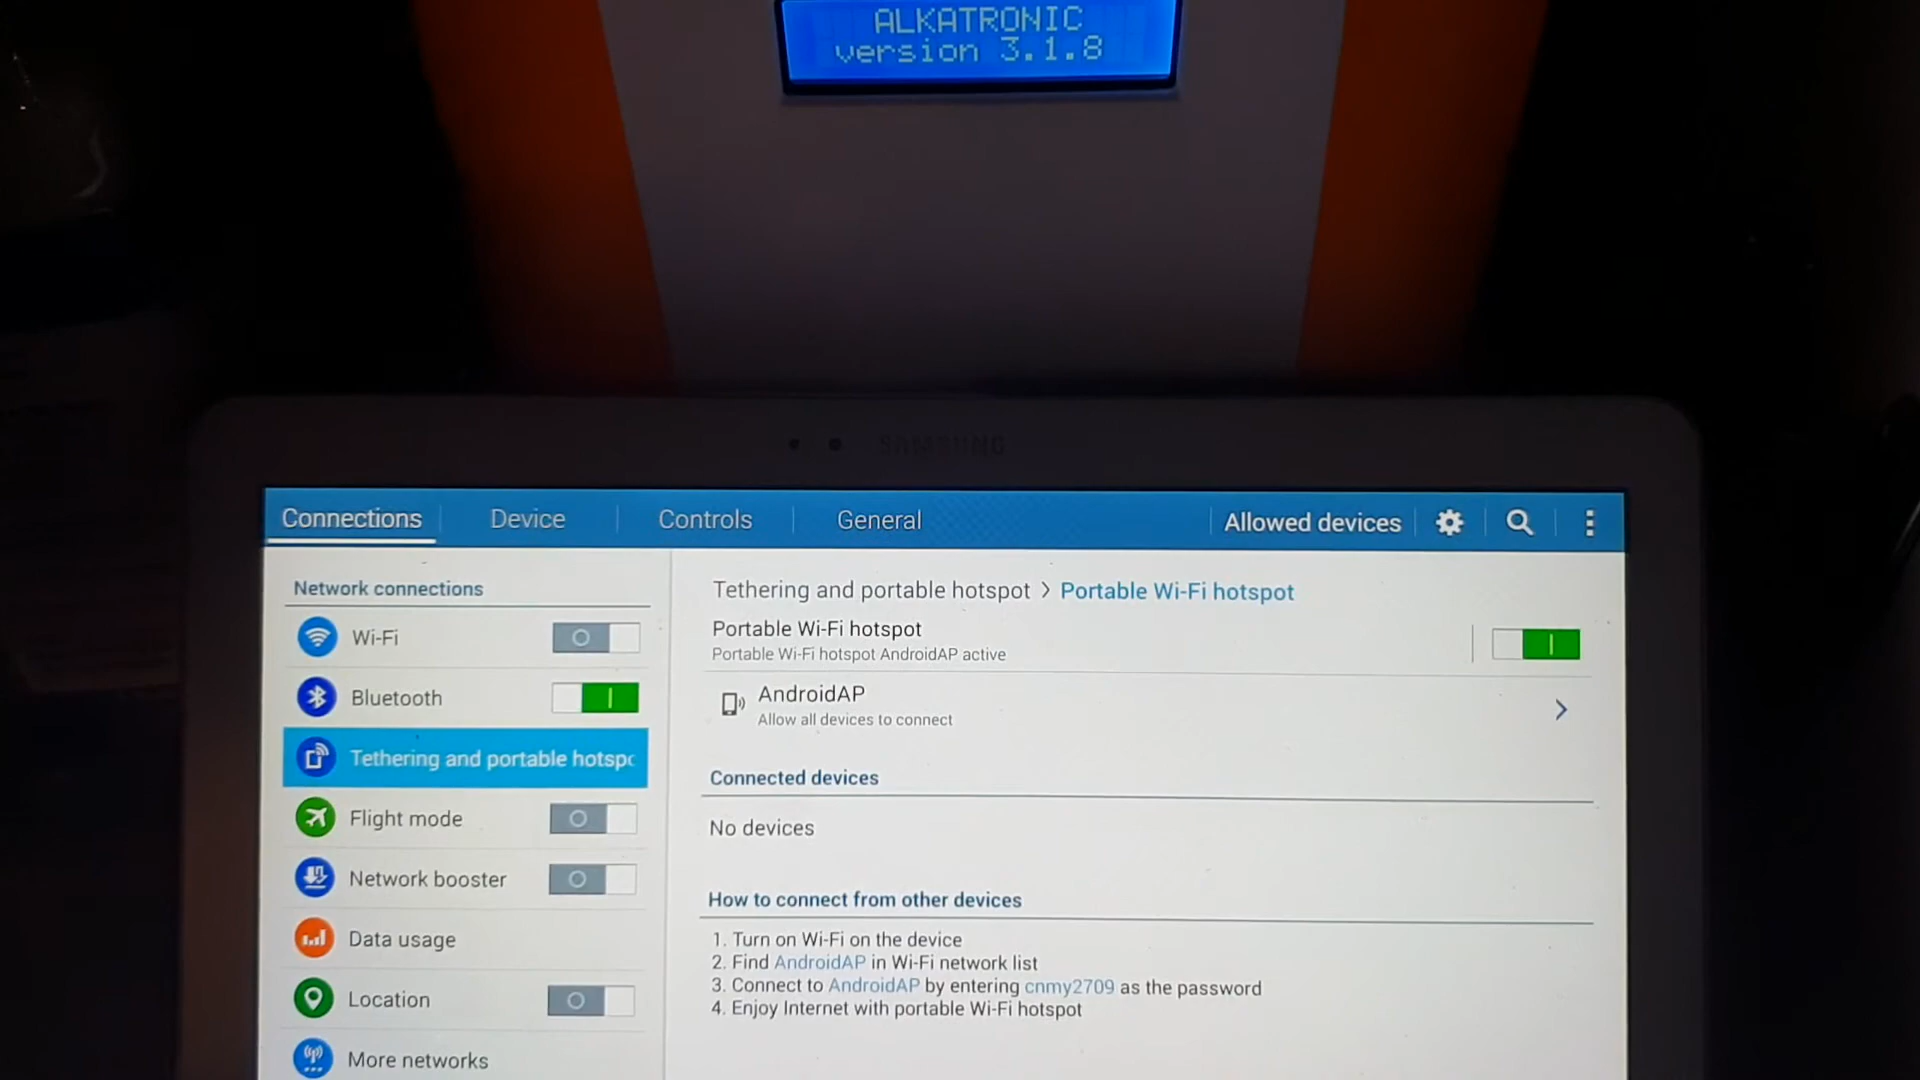 ALKATRONIC
version 3.1.8
SAMSUNG
Connections Device Controls General Allowed devices
Network connections
Wi-Fi
Bluetooth
Tethering and portable hotspo
Flight mode
Network booster
Data usage
Location
More networks
Tethering and portable hotspot > Portable Wi-Fi hotspot
Portable Wi-Fi hotspot
Portable Wi-Fi hotspot AndroidAP active
AndroidAP
Allow all devices to connect
Connected devices
No devices
How to connect from other devices
1. Turn on Wi-Fi on the device
2. Find AndroidAP in Wi-Fi network list
3. Connect to AndroidAP by entering cnmy2709 as the password
4. Enjoy Internet with portable Wi-Fi hotspot